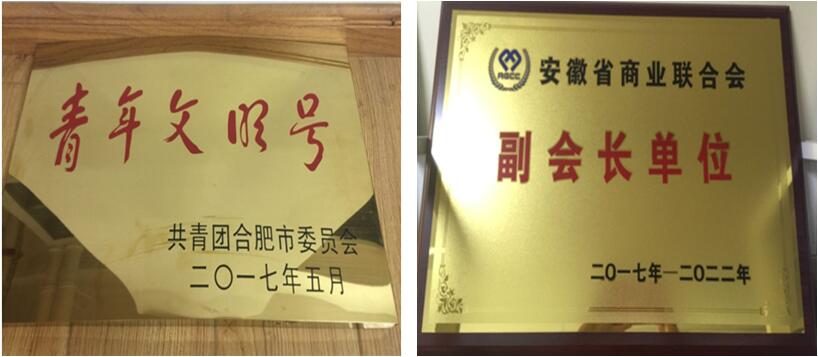 青年文明号
共青团合肥市委员会
二〇一七年五月
AGCC
安徽省商业联合会
副会长单位
二〇一七年—二〇二二年